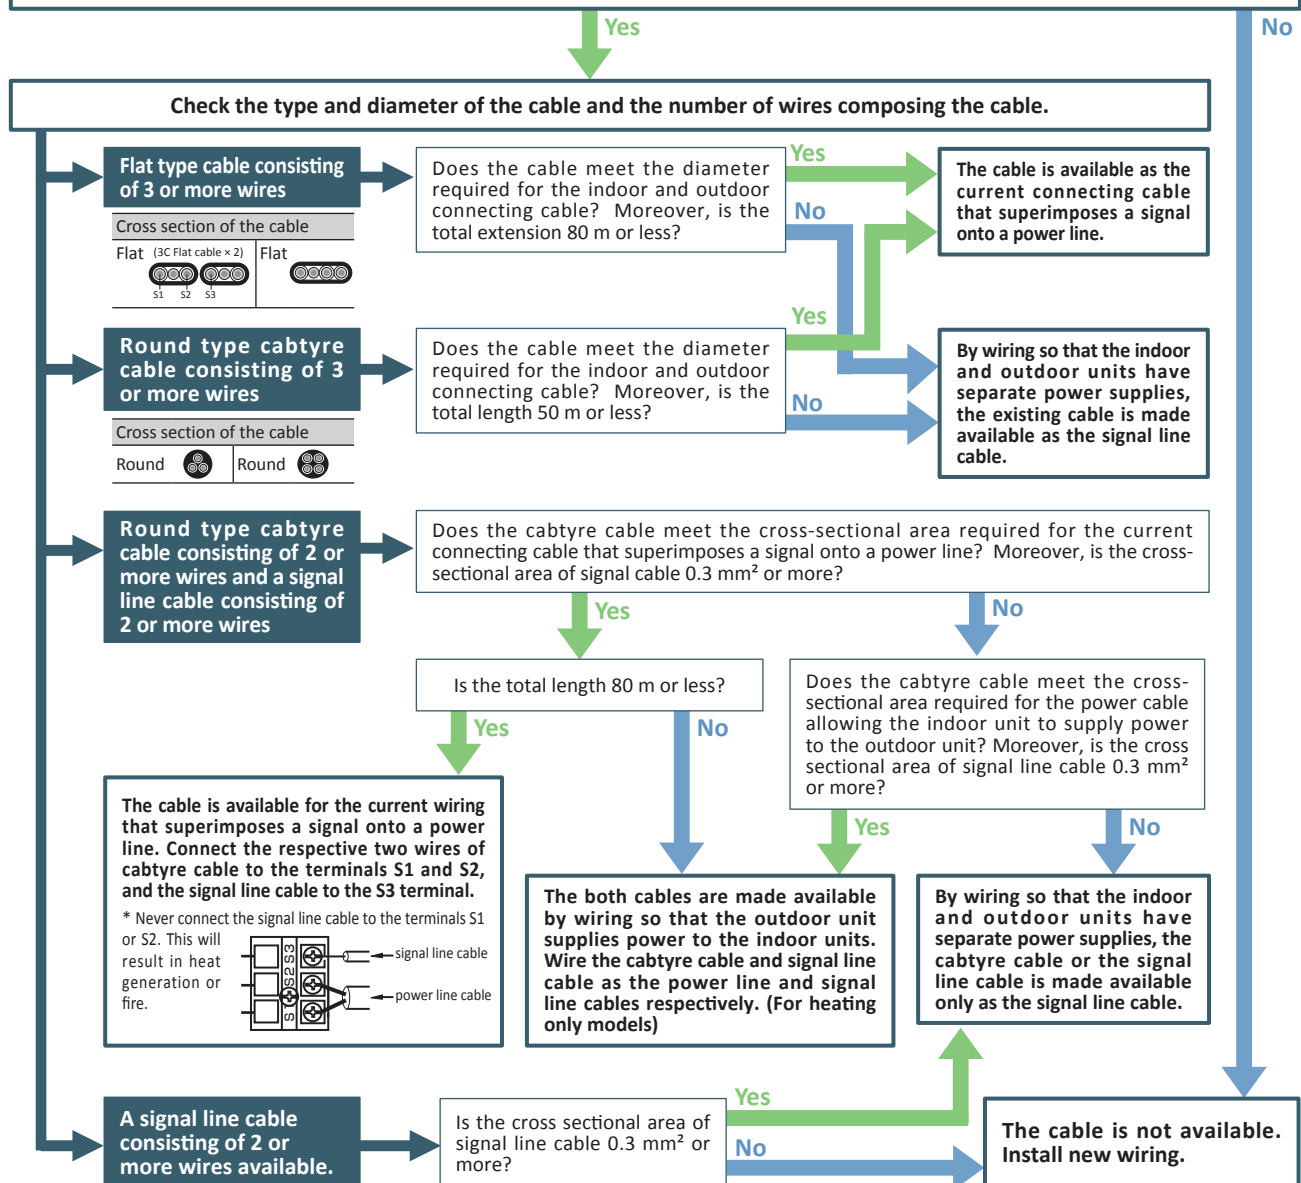 Yes
No
Check the type and diameter of the cable and the number of wires composing the cable.
Flat type cable consisting
of 3 or more wires
Does the cable meet the diameter
required for the indoor and outdoor
connecting cable? Moreover, is the
total extension 80 m or less?
Yes
No
The cable is available as the
current connecting cable
that superimposes a signal
onto a power line.
Cross section of the cable
Flat (3C Flat cable × 2)
Flat
S1 S2 S3
Round type cabtyre
cable consisting of 3
or more wires
Does the cable meet the diameter
required for the indoor and outdoor
connecting cable? Moreover, is the
total length 50 m or less?
Yes
No
By wiring so that the indoor
and outdoor units have
separate power supplies,
the existing cable is made
available as the signal line
cable.
Cross section of the cable
Round
Round
Round type cabtyre
cable consisting of 2 or
more wires and a signal
line cable consisting of
2 or more wires
Does the cabtyre cable meet the cross-sectional area required for the current
connecting cable that superimposes a signal onto a power line? Moreover, is the cross-
sectional area of signal cable 0.3 mm² or more?
Yes
No
Is the total length 80 m or less?
Yes
No
Does the cabtyre cable meet the cross-
sectional area required for the power cable
allowing the indoor unit to supply power
to the outdoor unit? Moreover, is the cross
sectional area of signal line cable 0.3 mm²
or more?
Yes
No
The cable is available for the current wiring
that superimposes a signal onto a power
line. Connect the respective two wires of
cabtyre cable to the terminals S1 and S2,
and the signal line cable to the S3 terminal.
* Never connect the signal line cable to the terminals S1
or S2. This will
result in heat
generation or
fire.
S1 S2 S3
signal line cable
power line cable
The both cables are made available
by wiring so that the outdoor unit
supplies power to the indoor units.
Wire the cabtyre cable and signal line
cable as the power line and signal
line cables respectively. (For heating
only models)
By wiring so that the indoor
and outdoor units have
separate power supplies, the
cabtyre cable or the signal
line cable is made available
only as the signal line cable.
A signal line cable
consisting of 2 or
more wires available.
Is the cross sectional area of
signal line cable 0.3 mm² or
more?
Yes
No
The cable is not available.
Install new wiring.